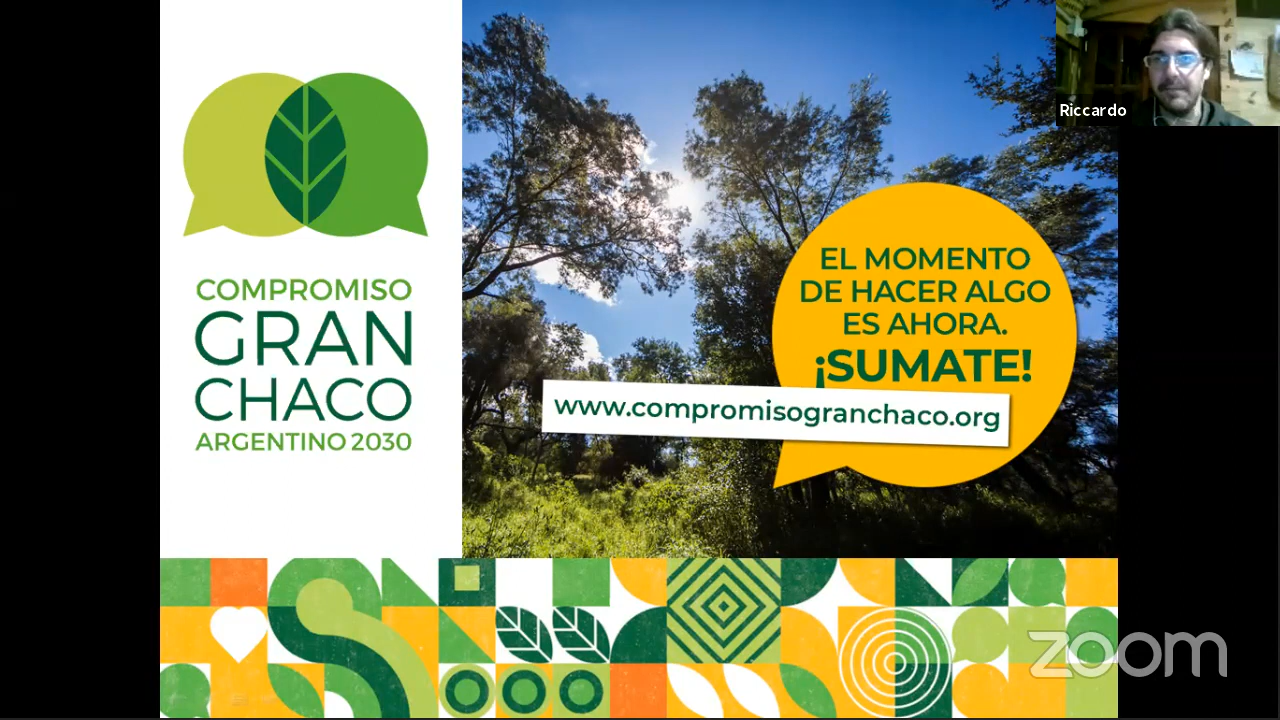 Riccardo
COMPROMISO
GRAN
CHACO
ARGENTINO 2030
EL MOMENTO
DE HACER ALGO
ES AHORA.
¡SUMATE!
www.compromisogranchaco.org
zoom